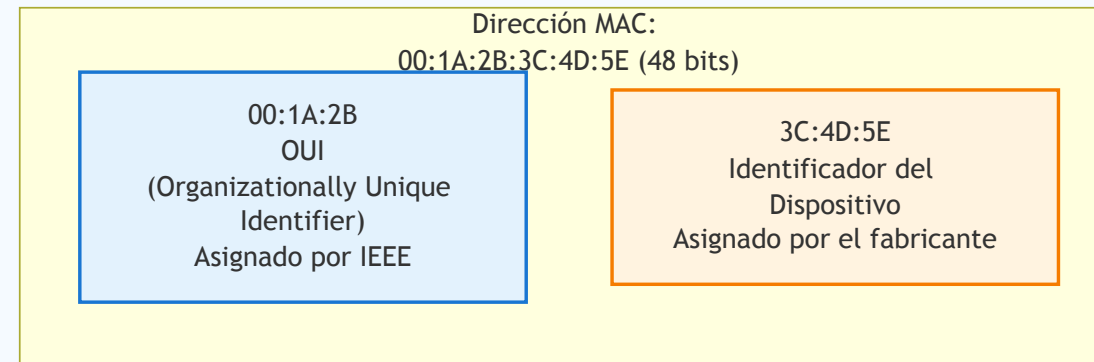 Dirección MAC:
00:1A:2B:3C:4D:5E (48 bits)
00:1A:2B
OUI
(Organizationally Unique
Identifier)
Asignado por IEEE
3C:4D:5E
Identificador del
Dispositivo
Asignado por el fabricante